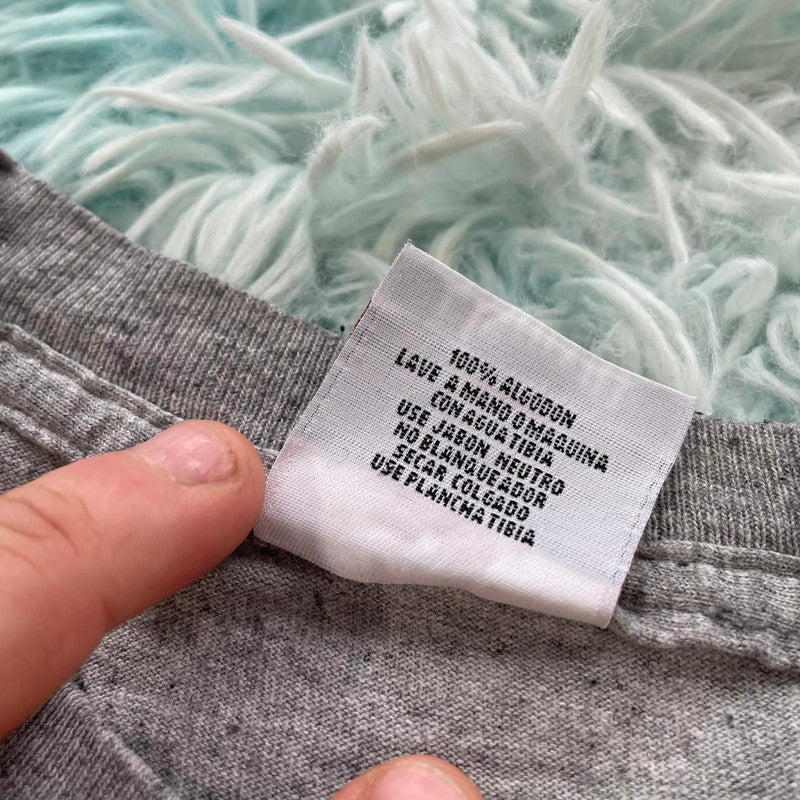 100% ALGODON
LAVE A MANO O MAQUINA
CON AGUA TIBIA
USE JABON NEUTRO
NO BLANQUEADOR
SECAR COLGADO
USE PLANCHA TIBIA